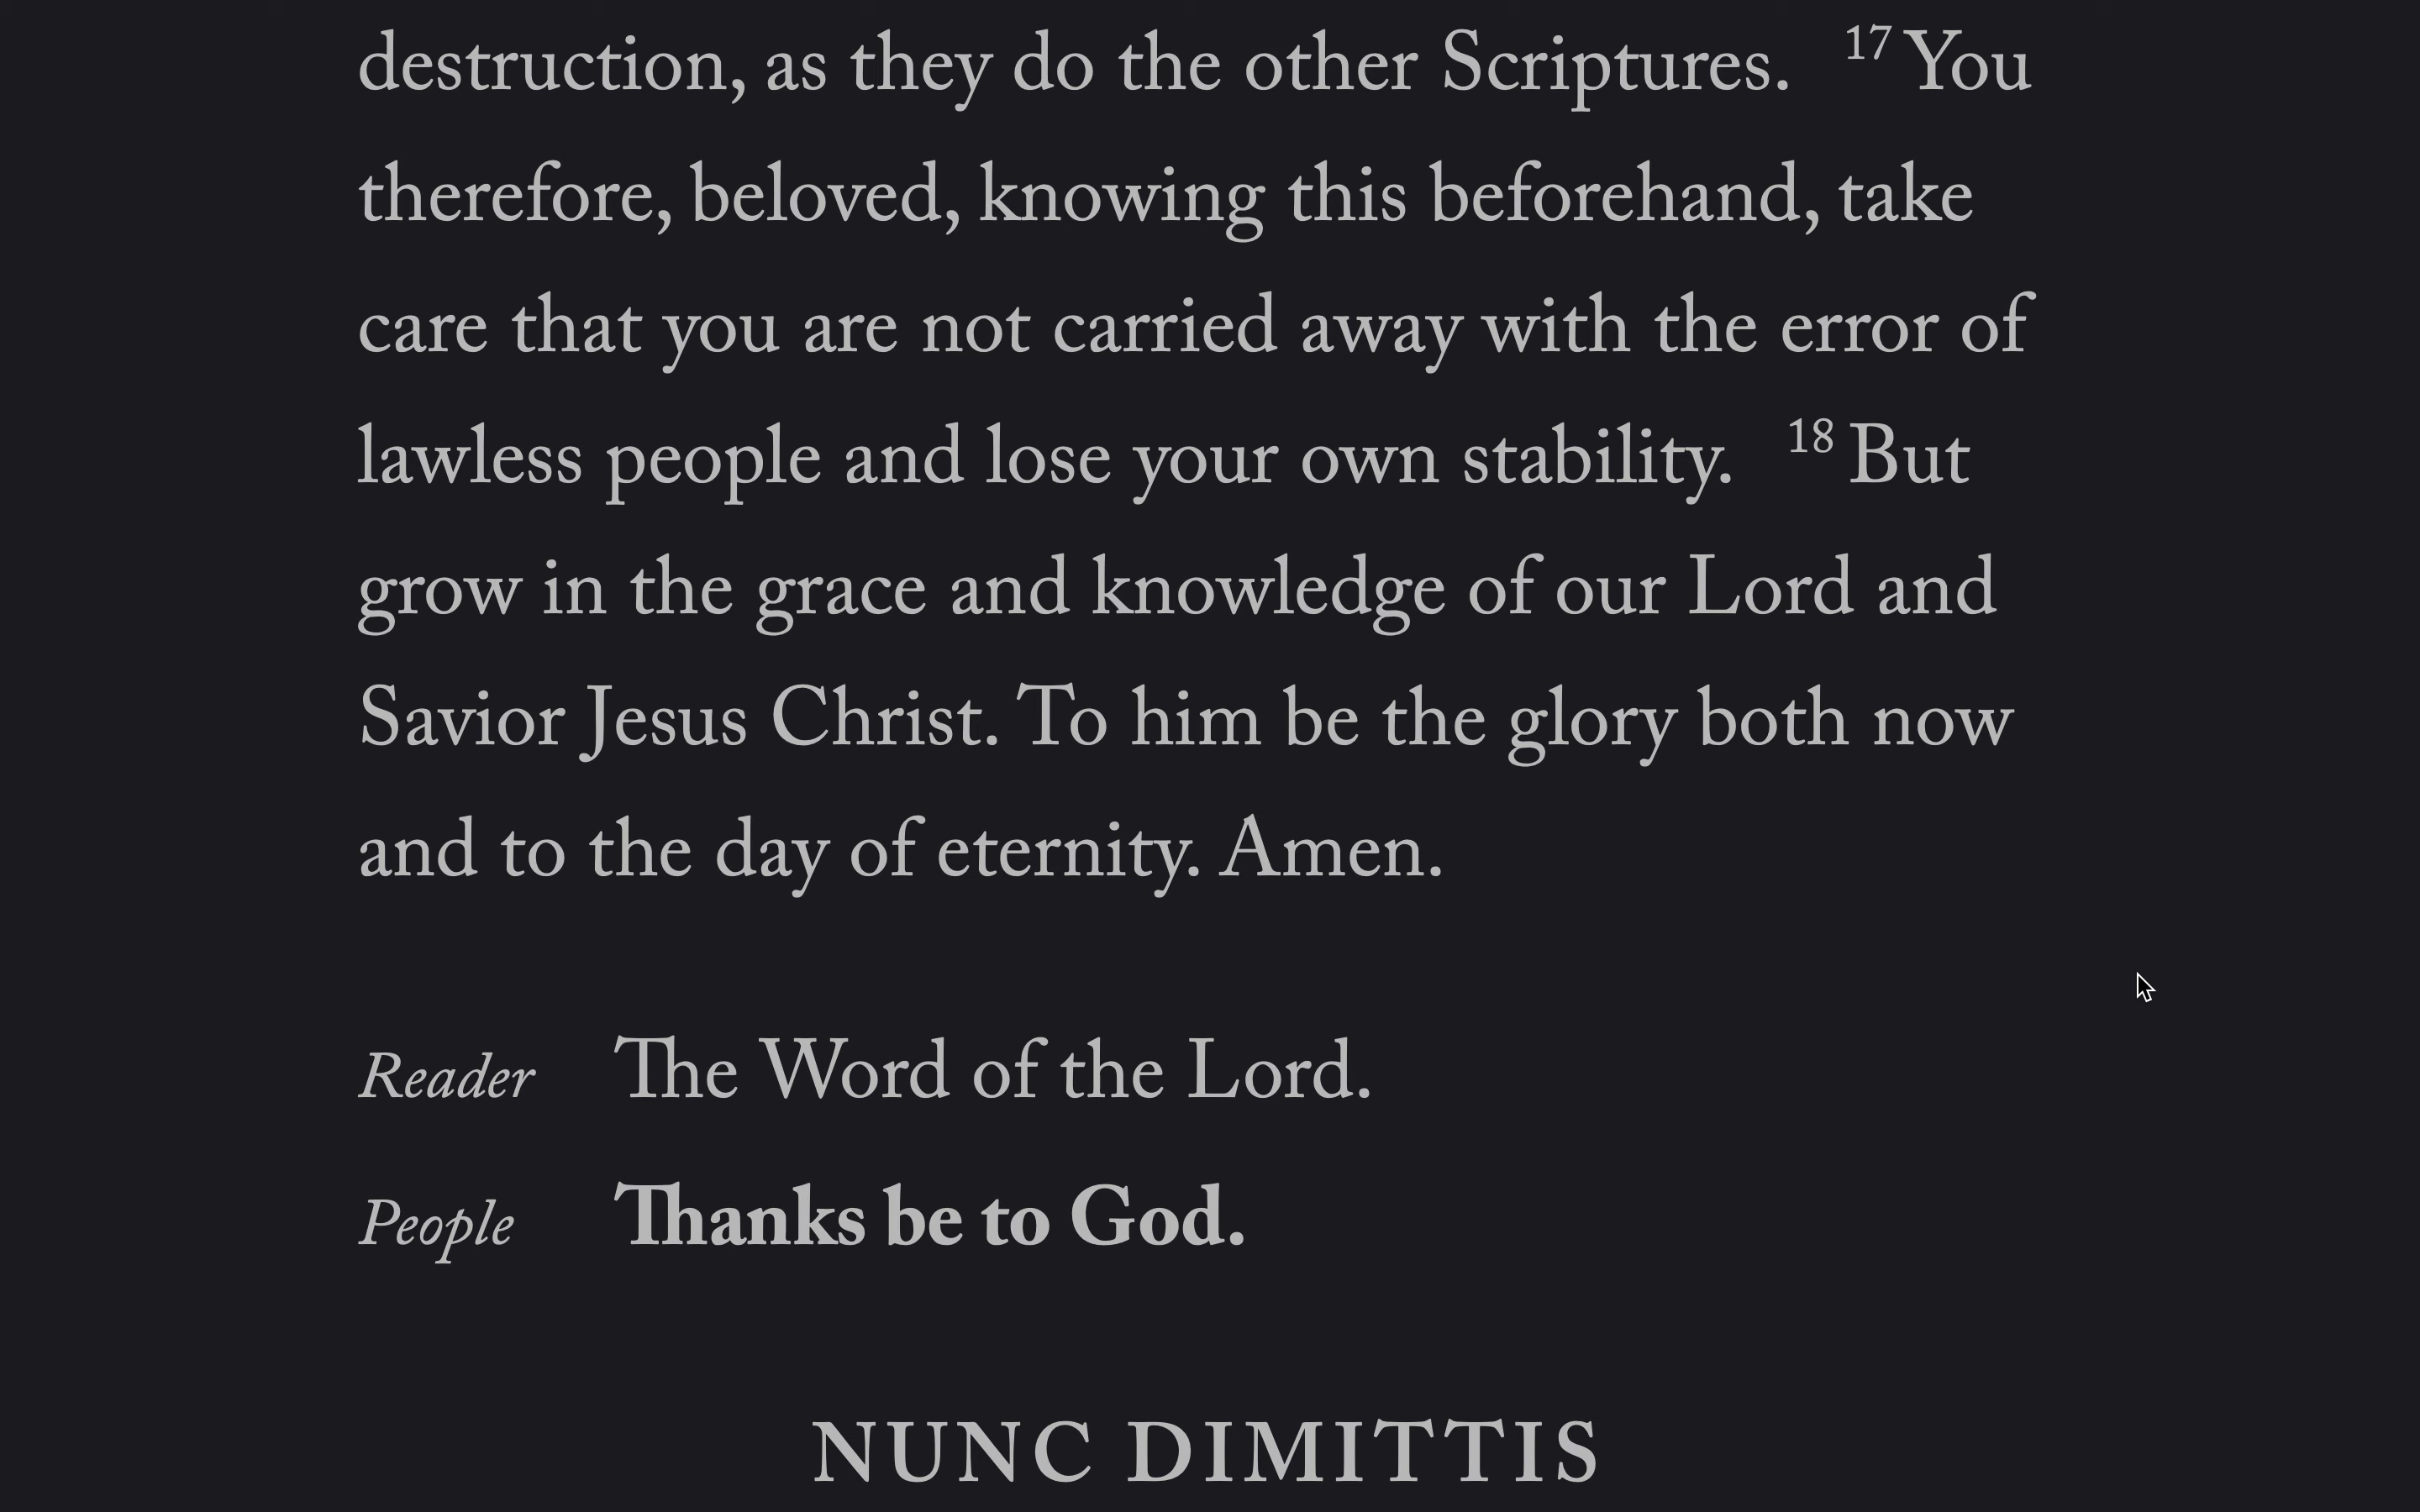 destruction, as they do the other Scriptures. 17 You
therefore, beloved, knowing this beforehand, take
care that you are not carried away with the error of
lawless people and lose your own stability. 18 But
grow in the grace and knowledge of our Lord and
Savior Jesus Christ. To him be the glory both now
and to the day of eternity. Amen.
Reader The Word of the Lord.
People Thanks be to God.
NUNC DIMITTIS